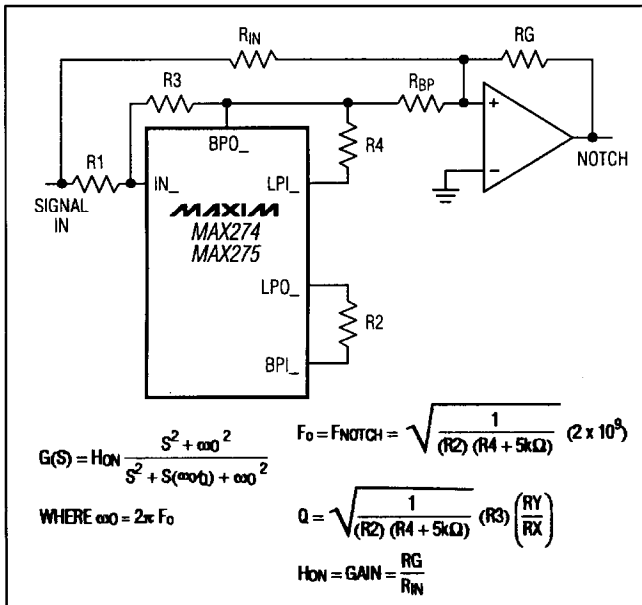 RIN
RG
R3
RBP
BPO_
R4
+
R1
IN_
LPI_
−
NOTCH
SIGNAL
IN
MAXIM
MAX274
MAX275
LPO_
R2
BPI_
G(S) = HON (S² + ω0²) / (S² + S(ω0/Q) + ω0²)
F0 = FNOTCH = √(1 / ((R2) (R4 + 5kΩ))) (2 x 10⁹)
WHERE ω0 = 2π F0
Q = √(1 / ((R2) (R4 + 5kΩ))) (R3) (RY/RX)
HON = GAIN = RG/RIN